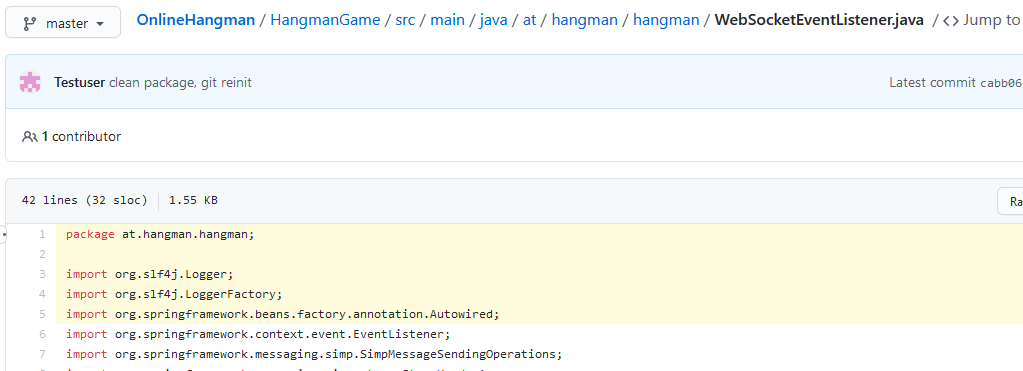 master OnlineHangman / HangmanGame / src / main / java / at / hangman / hangman / WebSocketEventListener.java / <> Jump to
Testuser clean package, git reinit Latest commit cabb06
1 contributor
42 lines (32 sloc) 1.55 KB Ra
1 package at.hangman.hangman;
2
3 import org.slf4j.Logger;
4 import org.slf4j.LoggerFactory;
5 import org.springframework.beans.factory.annotation.Autowired;
6 import org.springframework.context.event.EventListener;
7 import org.springframework.messaging.simp.SimpMessageSendingOperations;